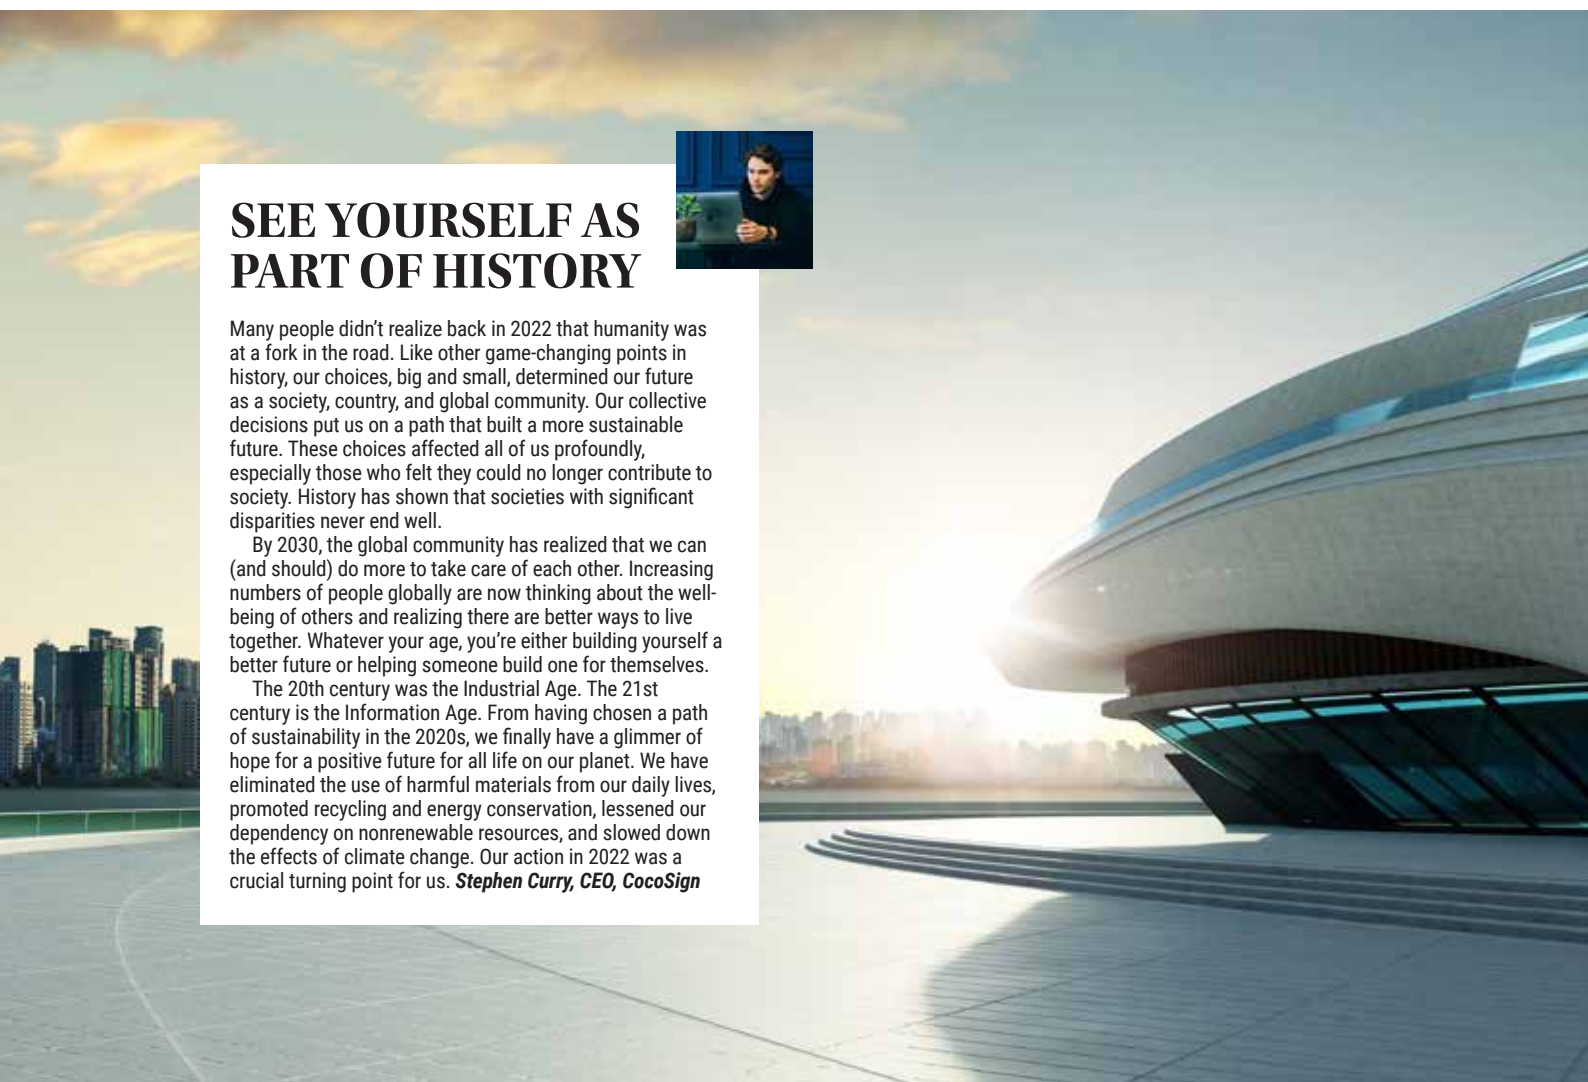 SEE YOURSELF AS
PART OF HISTORY
Many people didn't realize back in 2022 that humanity was
at a fork in the road. Like other game-changing points in
history, our choices, big and small, determined our future
as a society, country, and global community. Our collective
decisions put us on a path that built a more sustainable
future. These choices affected all of us profoundly,
especially those who felt they could no longer contribute to
society. History has shown that societies with significant
disparities never end well.
By 2030, the global community has realized that we can
(and should) do more to take care of each other. Increasing
numbers of people globally are now thinking about the well-
being of others and realizing there are better ways to live
together. Whatever your age, you're either building yourself a
better future or helping someone build one for themselves.
The 20th century was the Industrial Age. The 21st
century is the Information Age. From having chosen a path
of sustainability in the 2020s, we finally have a glimmer of
hope for a positive future for all life on our planet. We have
eliminated the use of harmful materials from our daily lives,
promoted recycling and energy conservation, lessened our
dependency on nonrenewable resources, and slowed down
the effects of climate change. Our action in 2022 was a
crucial turning point for us. Stephen Curry, CEO, CocoSign